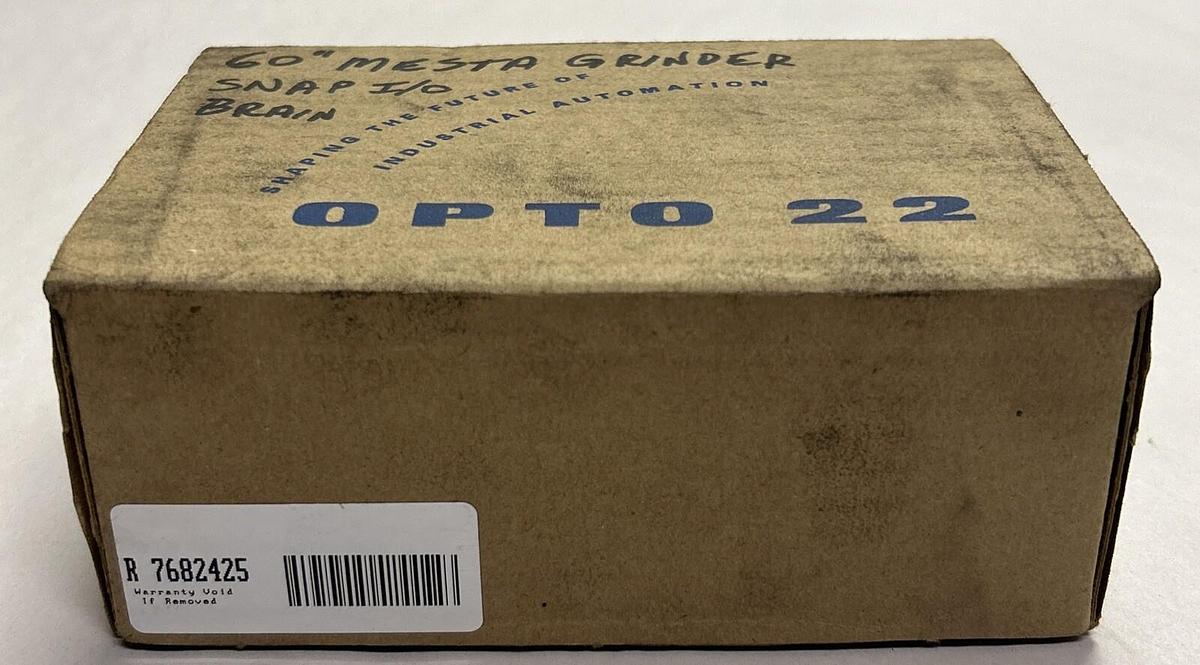 60" MESTA GRINDER
SNAP I/O
BRAIN
SHAPING THE FUTURE OF
INDUSTRIAL AUTOMATION
OPTO 22
R 7682425
Warranty Void
If Removed